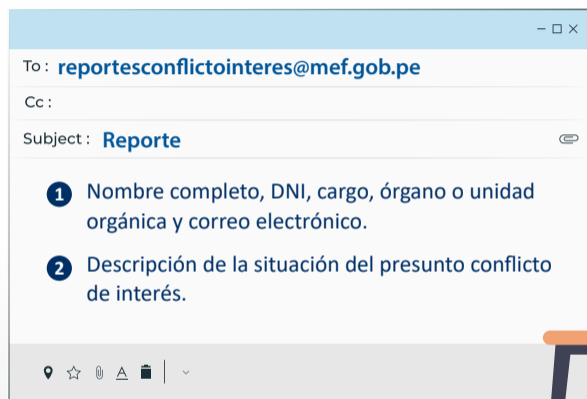 To : reportesconflictointeres@mef.gob.pe
Cc :
Subject : Reporte
1 Nombre completo, DNI, cargo, órgano o unidad
orgánica y correo electrónico.
2 Descripción de la situación del presunto conflicto
de interés.
A